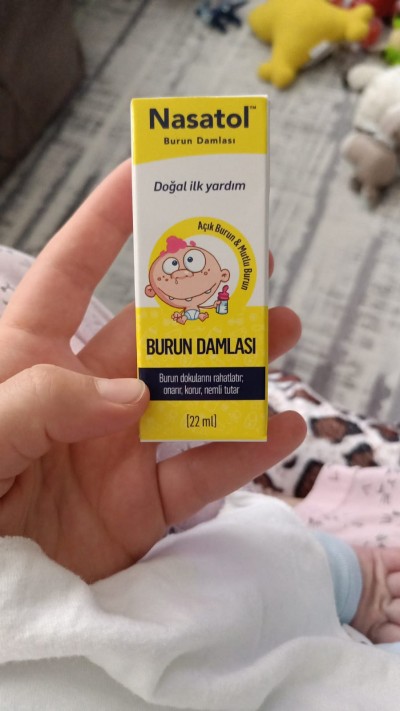 Nasatol™
Burun Damlası
Doğal ilk yardım
Açık Burun & Mutlu Burun
BURUN DAMLASI
Burun dokularını rahatlatır,
onarır, korur, nemli tutar
[22 ml]